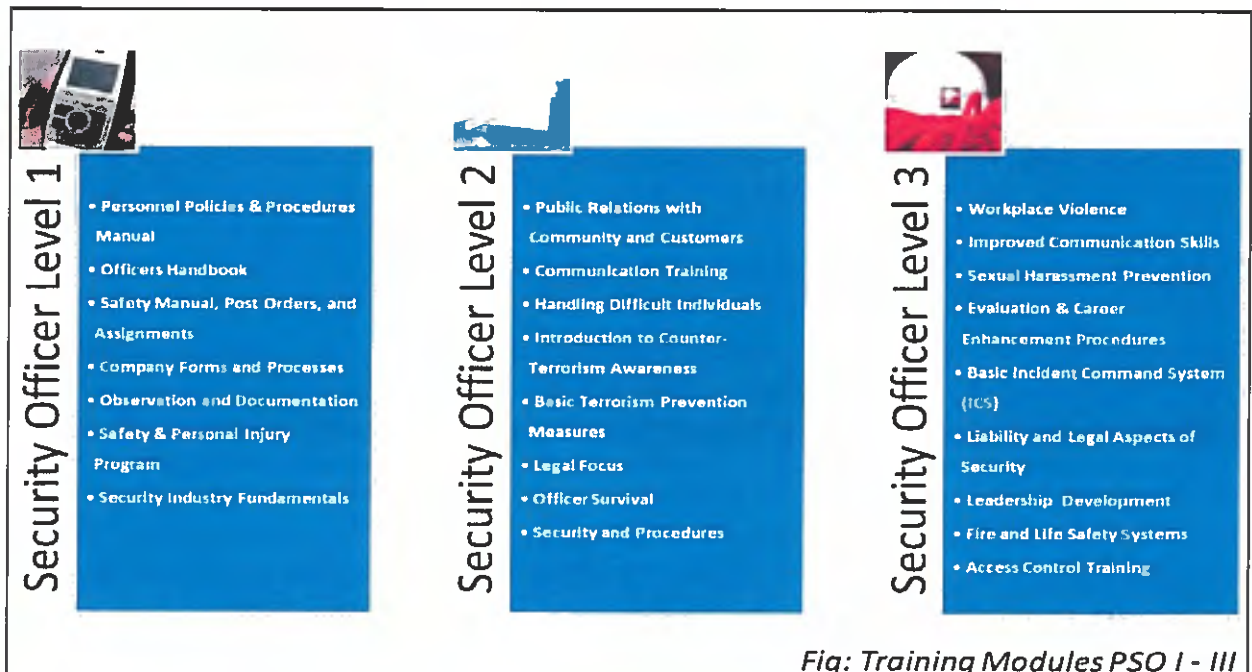 Security Officer Level 1
• Personnel Policies & Procedures
Manual
• Officers Handbook
• Safety Manual, Post Orders, and
Assignments
• Company Forms and Processes
• Observation and Documentation
• Safety & Personal Injury
Program
• Security Industry Fundamentals
Security Officer Level 2
• Public Relations with
Community and Customers
• Communication Training
• Handling Difficult Individuals
• Introduction to Counter-
Terrorism Awareness
• Basic Terrorism Prevention
Measures
• Legal Focus
• Officer Survival
• Security and Procedures
Security Officer Level 3
• Workplace Violence
• Improved Communication Skills
• Sexual Harassment Prevention
• Evaluation & Career
Enhancement Procedures
• Basic Incident Command System
(ICS)
• Liability and Legal Aspects of
Security
• Leadership Development
• Fire and Life Safety Systems
• Access Control Training
Fig: Training Modules PSO I - III